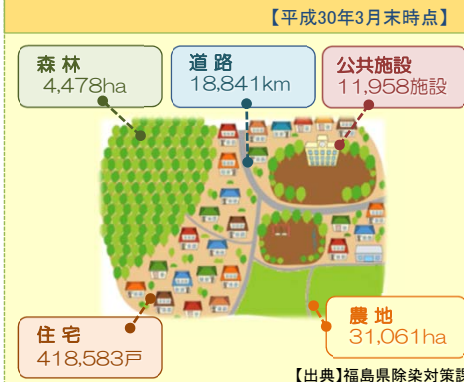 【平成30年3月末時点】
森林
4,478ha
道路
18,841km
公共施設
11,958施設
住宅
418,583戸
農地
31,061ha
【出典】福島県除染対策課